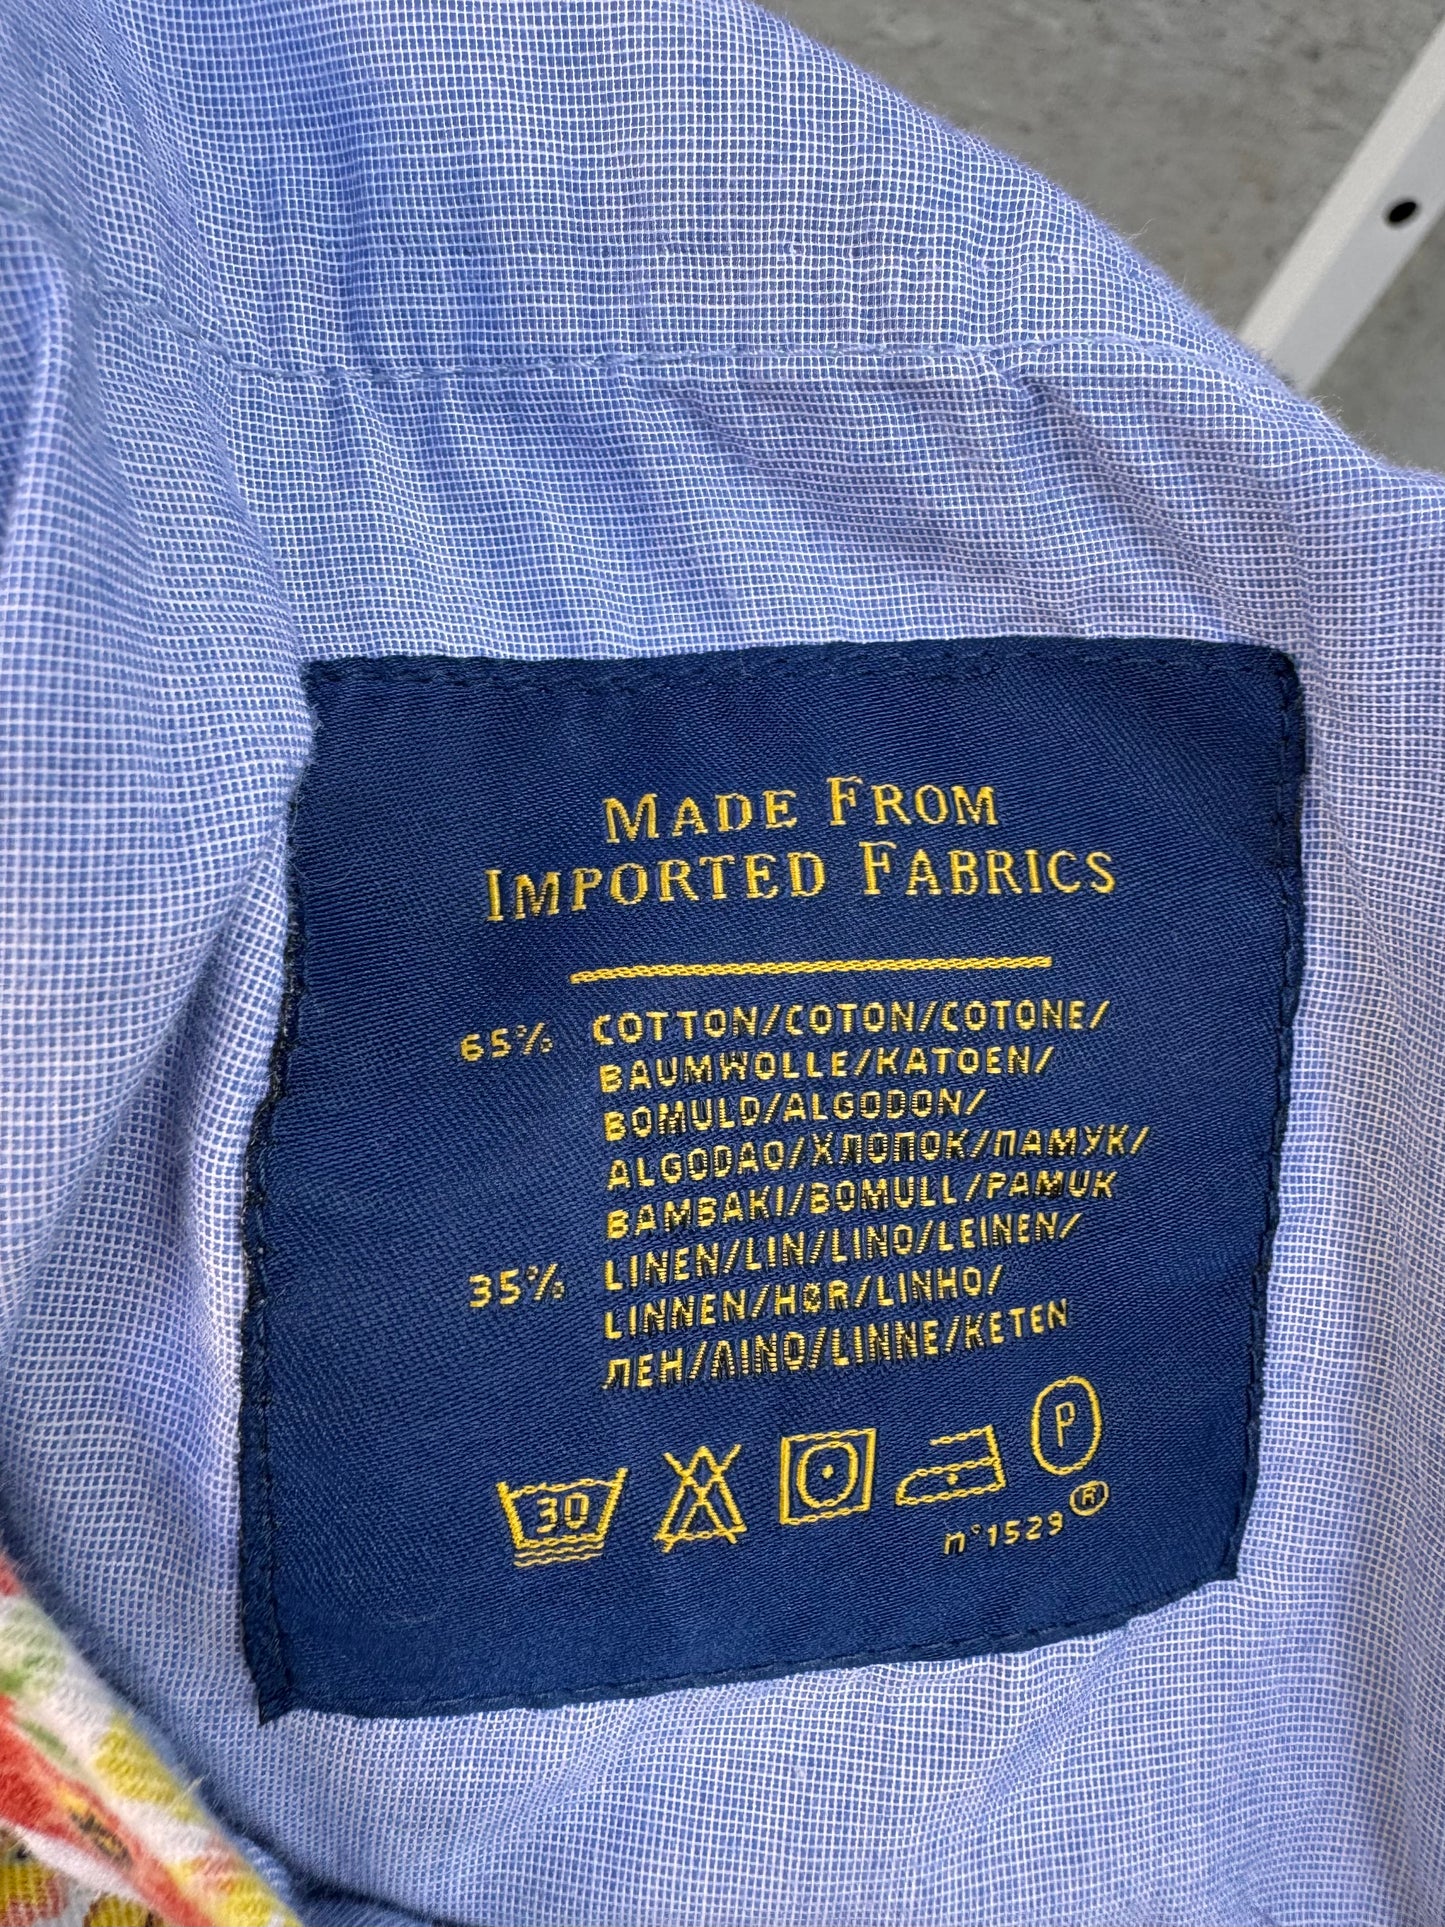 MADE FROM
IMPORTED FABRICS
65% COTTON/COTON/COTONE/
BAUMWOLLE/KATOEN/
BOMULD/ALGODON/
ALGODAO/ХЛОПОК/ПАМУК/
BAMBAKI/BOMULL/PAMUK
35% LINEN/LIN/LINO/LEINEN/
LINNEN/HØR/LINHO/
ЛЕН/ΛΙΝΟ/LINNE/KETEN
30 P
n°1529 ®